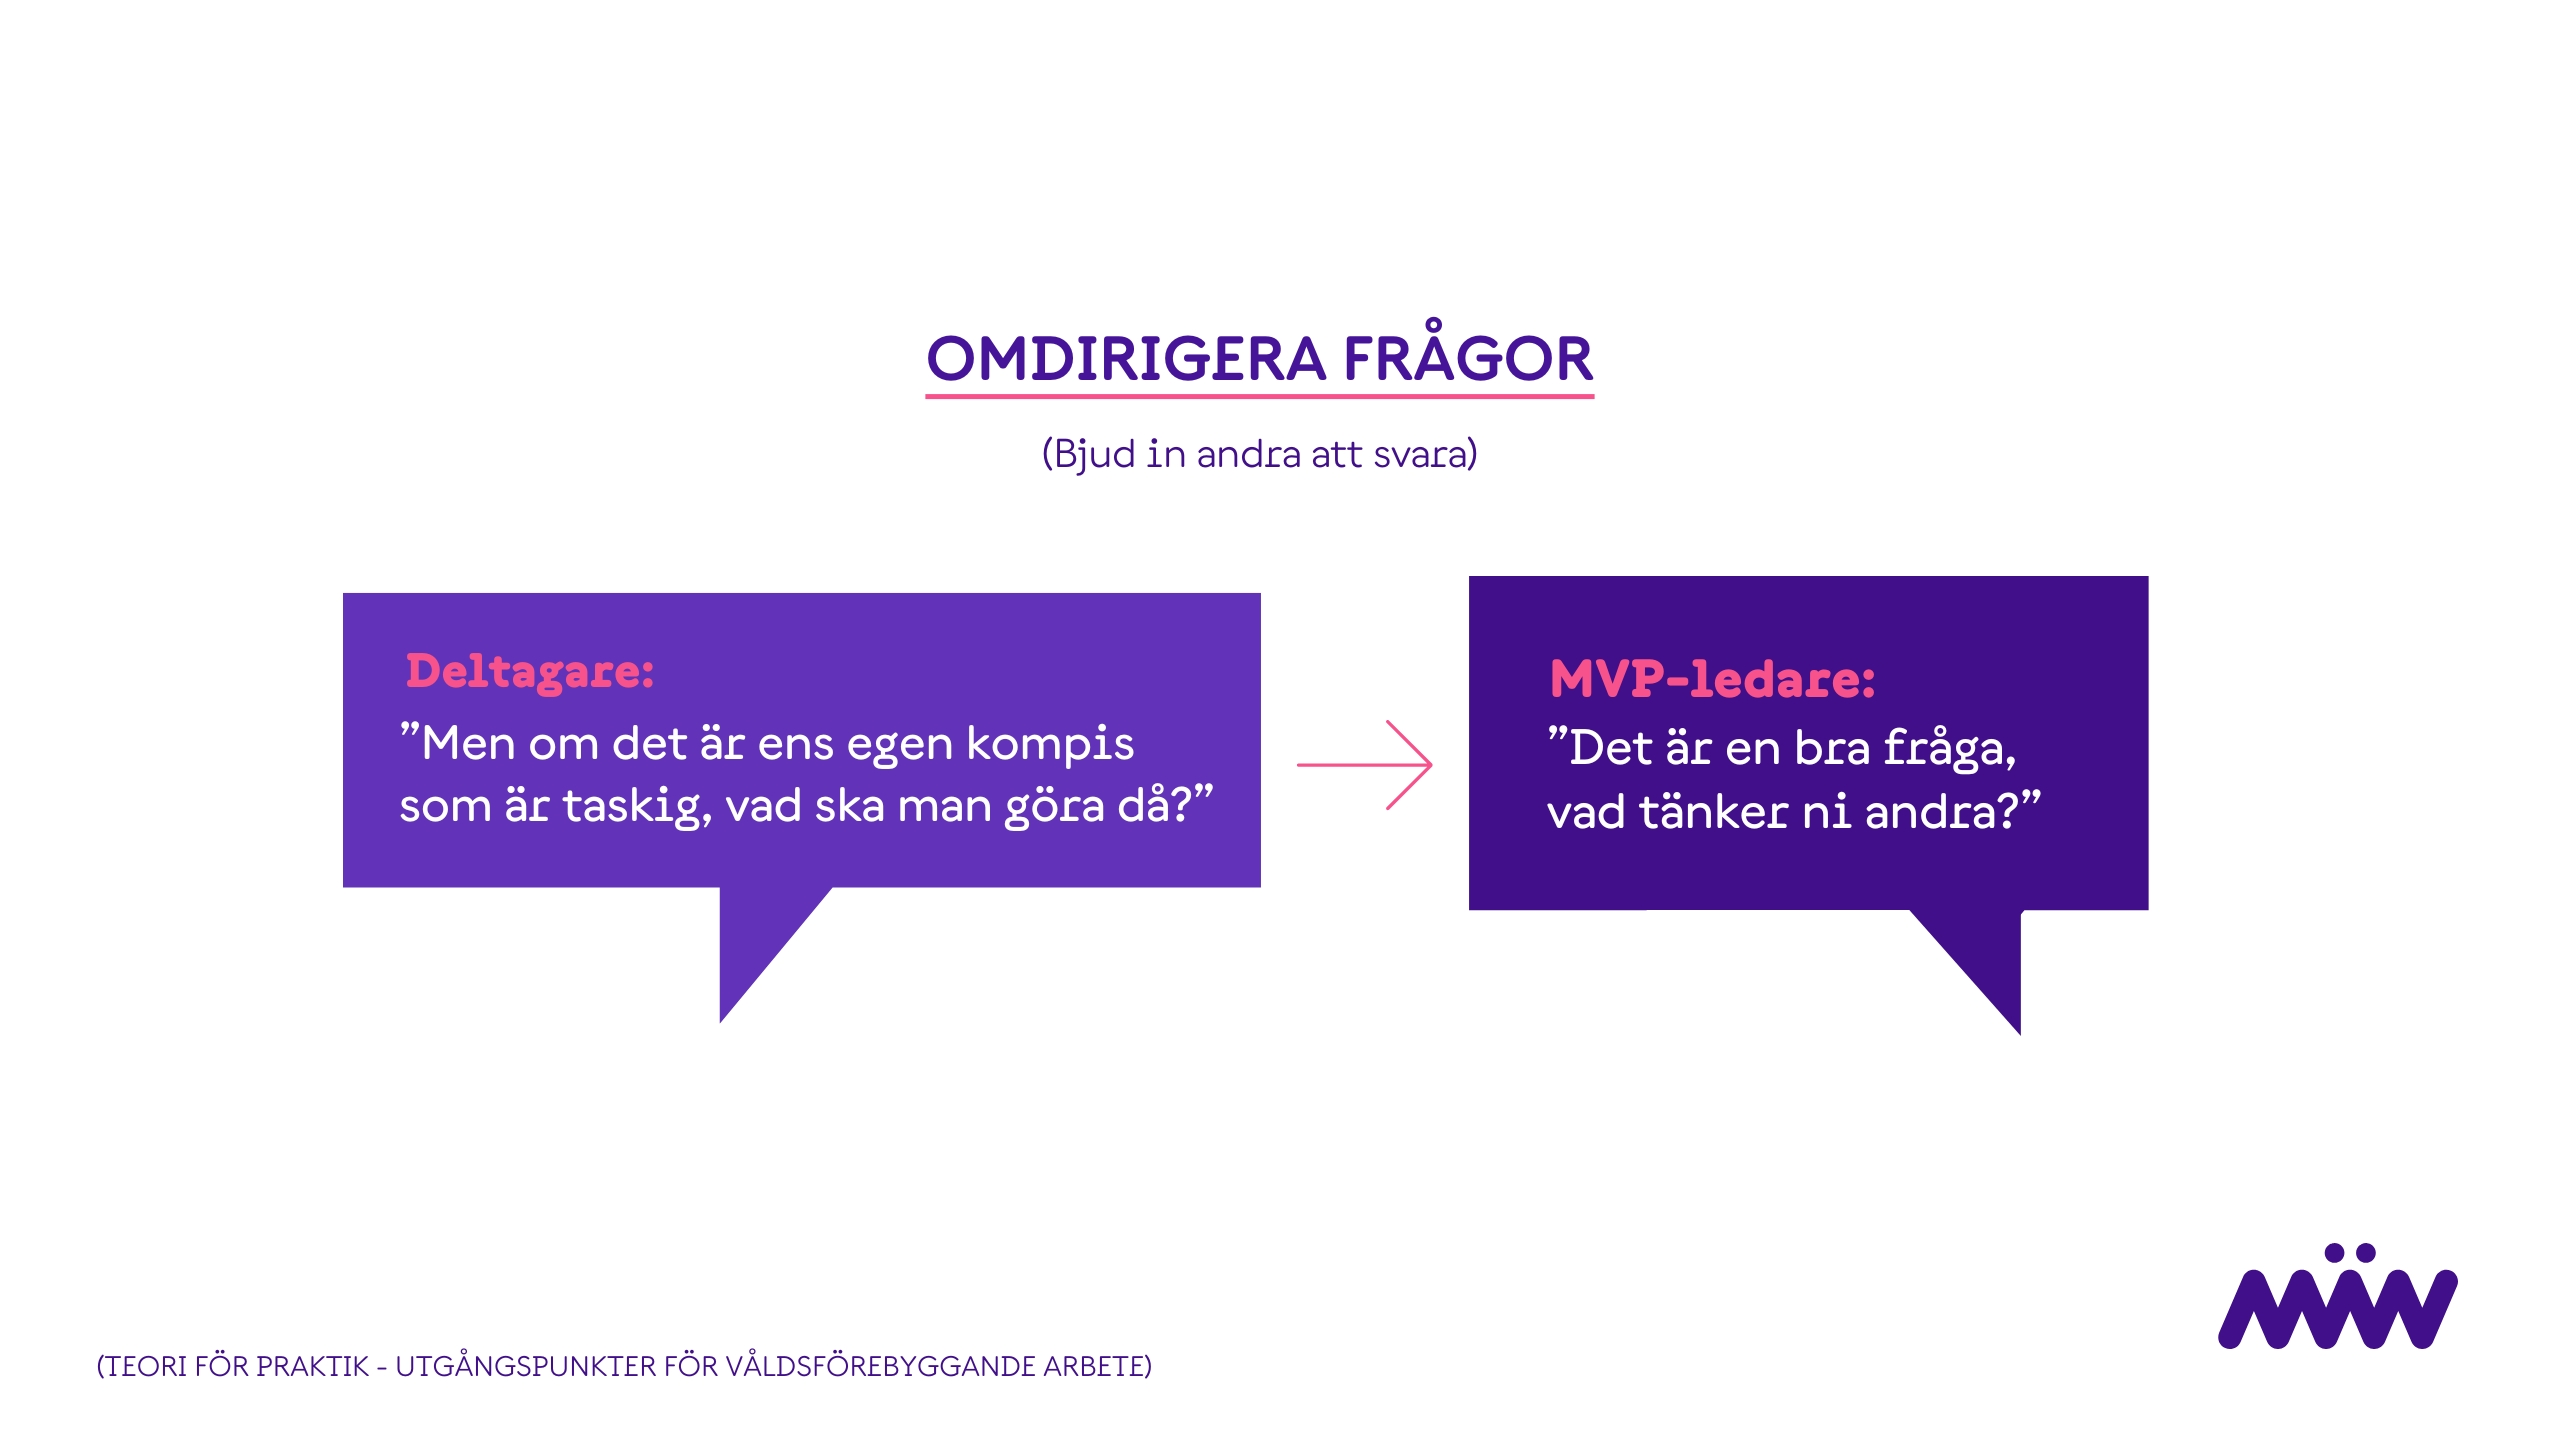 OMDIRIGERA FRÅGOR
(Bjud in andra att svara)
Deltagare:
”Men om det är ens egen kompis
som är taskig, vad ska man göra då?”
MVP-ledare:
”Det är en bra fråga,
vad tänker ni andra?”
MÄN
(TEORI FÖR PRAKTIK - UTGÅNGSPUNKTER FÖR VÅLDSFÖREBYGGANDE ARBETE)